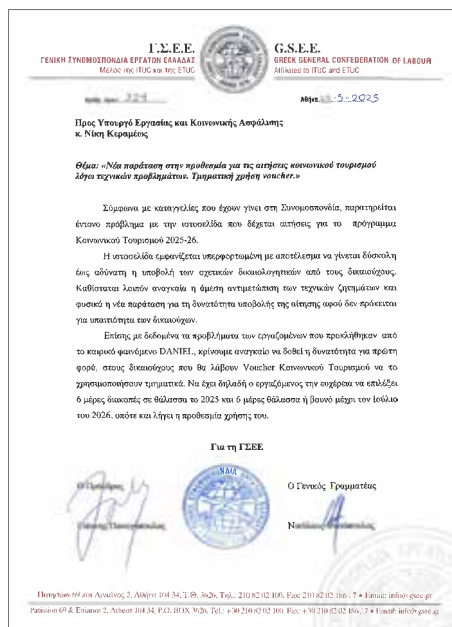 Γ.Σ.Ε.Ε.
ΓΕΝΙΚΗ ΣΥΝΟΜΟΣΠΟΝΔΙΑ ΕΡΓΑΤΩΝ ΕΛΛΑΔΑΣ
Μέλος της ITUC και της ETUC
G.S.E.E.
GREEK GENERAL CONFEDERATION OF LABOUR
Affiliated to ITUC and ETUC
Αθήνα -5-2025
Προς Υπουργό Εργασίας και Κοινωνικής Ασφάλισης
κ. Νίκη Κεραμέως
Θέμα: «Νέα παράταση στην προθεσμία για τις αιτήσεις κοινωνικού τουρισμού
λόγω τεχνικών προβλημάτων. Τμηματική χρήση voucher.»
Σύμφωνα με καταγγελίες που έχουν γίνει στη Συνομοσπονδία, παρατηρείται
έντονο πρόβλημα με την ιστοσελίδα που δέχεται αιτήσεις για το πρόγραμμα
Κοινωνικού Τουρισμού 2025-26.
Η ιστοσελίδα εμφανίζεται υπερφορτωμένη με αποτέλεσμα να γίνεται δύσκολη
έως αδύνατη η υποβολή των σχετικών δικαιολογητικών από τους δικαιούχους.
Καθίσταται λοιπόν αναγκαία η άμεση αντιμετώπιση των τεχνικών ζητημάτων και
φυσικά η νέα παράταση για τη δυνατότητα υποβολής της αίτησης αφού δεν πρόκειται
για υπαιτιότητα των δικαιούχων.
Επίσης με δεδομένα τα προβλήματα των εργαζομένων που προκλήθηκαν από
το καιρικό φαινόμενο DANIEL, κρίνουμε αναγκαίο να δοθεί η δυνατότητα για πρώτη
φορά, στους δικαιούχους που θα λάβουν Voucher Κοινωνικού Τουρισμού να το
χρησιμοποιήσουν τμηματικά. Να έχει δηλαδή ο εργαζόμενος την ευχέρεια να επιλέξει
6 μέρες διακοπές σε θάλασσα το 2025 και 6 μέρες θάλασσα ή βουνό μέχρι τον Ιούλιο
του 2026, οπότε και λήγει η προθεσμία χρήσης του.
Για τη ΓΣΕΕ
Ο Πρόεδρος
Ο Γενικός Γραμματέας
Πατησίων 69 και Αινιάνος 2, Αθήνα 104 34, Τ.Θ. 3626, Τηλ.: 210 82 02 100, Fax: 210 82 02 186 / 7 • Email: info@gsee.gr
Patission 69 & Enianos 2, Athens 104 34, P.O. BOX 3626, Tel.: +30 210 82 02 100, Fax: +30 210 82 02 186 / 7 • Email: info@gsee.gr